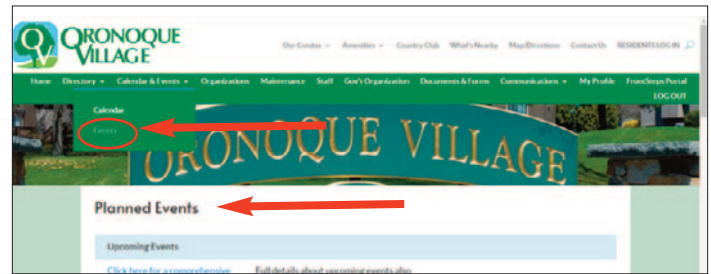 ORONOQUE
VILLAGE
Our Condos Amenities Country Club What's Nearby Map/Directions Contact Us RESIDENTS LOG IN
Home Directory Calendar & Events Organizations Maintenance Staff Gov't Organization Documents & Forms Communications My Profile FrontSteps Portal
LOG OUT
Calendar
Events
ORONOQUE VILLAGE
Planned Events
Upcoming Events
Click here for a comprehensive Full details about upcoming events also